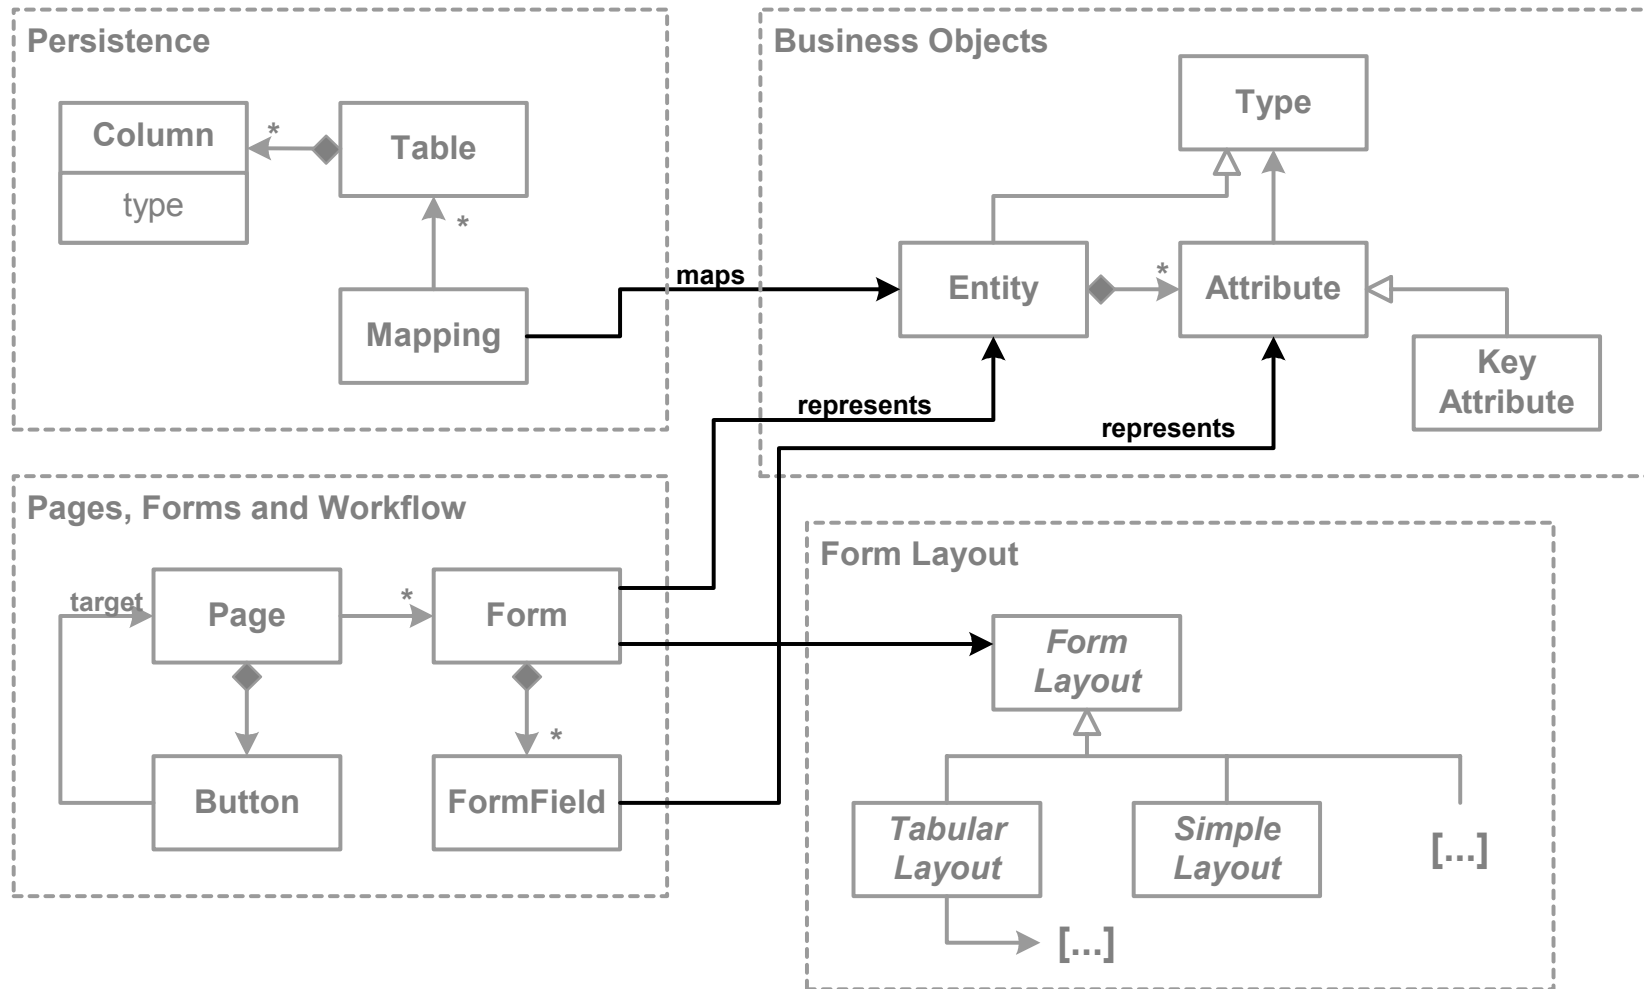 Persistence
Column
type
*
Table
*
Mapping
maps
Business Objects
Type
Entity
*
Attribute
Key
Attribute
represents
represents
Pages, Forms and Workflow
target
Page
*
Form
Button
*
FormField
Form Layout
Form
Layout
Tabular
Layout
Simple
Layout
[...]
[...]